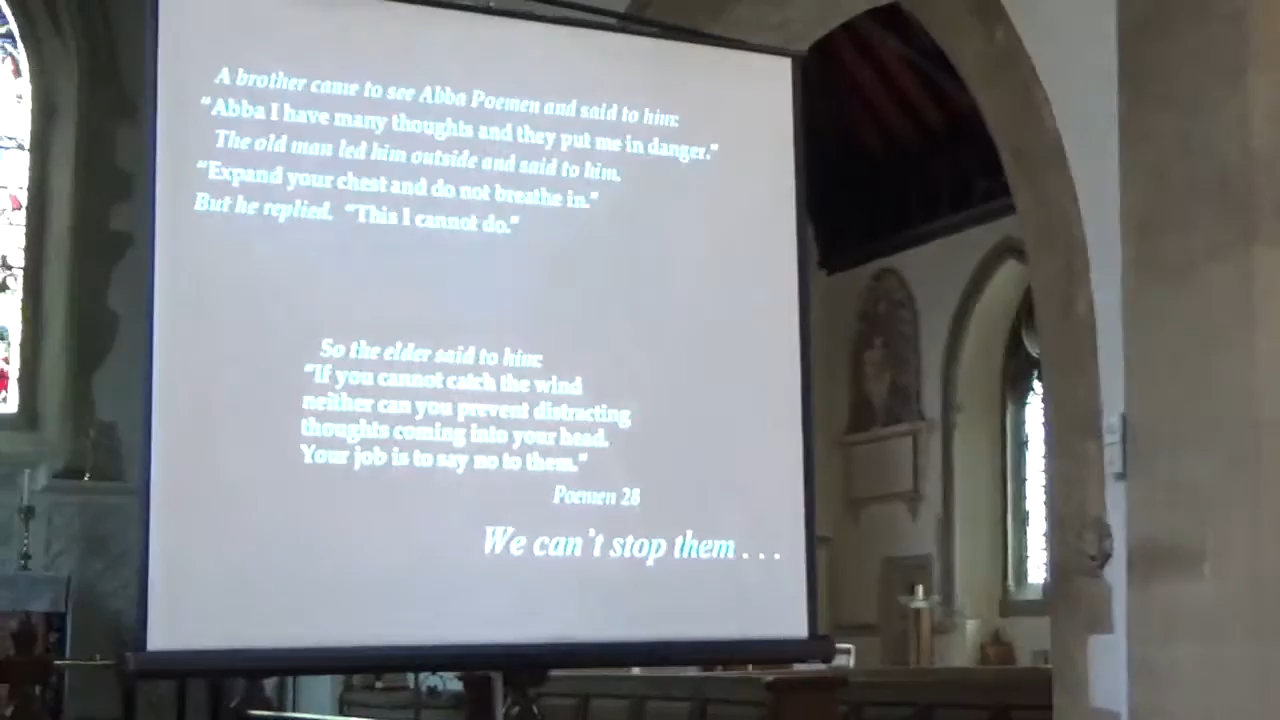 A brother came to see Abba Poemen and said to him:
"Abba I have many thoughts and they put me in danger."
The old man led him outside and said to him,
"Expand your chest and do not breathe in."
But he replied. "This I cannot do."
So the elder said to him:
"If you cannot catch the wind
neither can you prevent distracting
thoughts coming into your head.
Your job is to say no to them."
Poemen 28
We can't stop them . . .